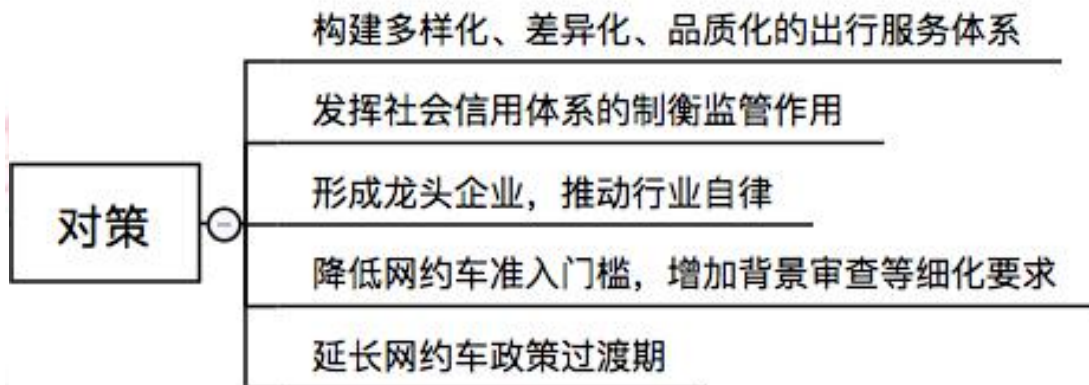 构建多样化、差异化、品质化的出行服务体系
发挥社会信用体系的制衡监管作用
形成龙头企业，推动行业自律
对策
降低网约车准入门槛，增加背景审查等细化要求
延长网约车政策过渡期